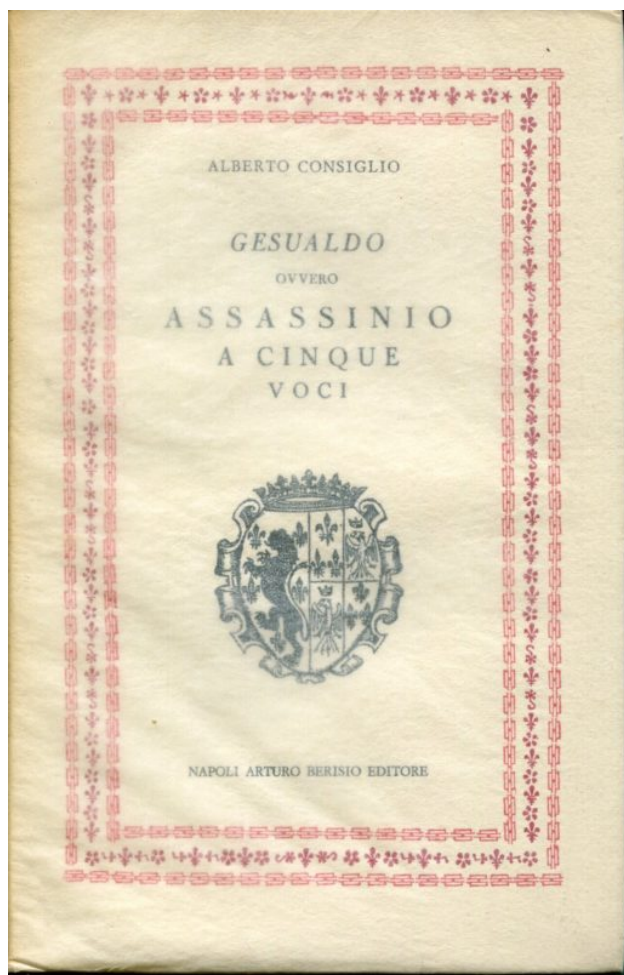 ALBERTO CONSIGLIO
GESUALDO
OVVERO
ASSASSINIO
A CINQUE
VOCI
NAPOLI ARTURO BERISIO EDITORE